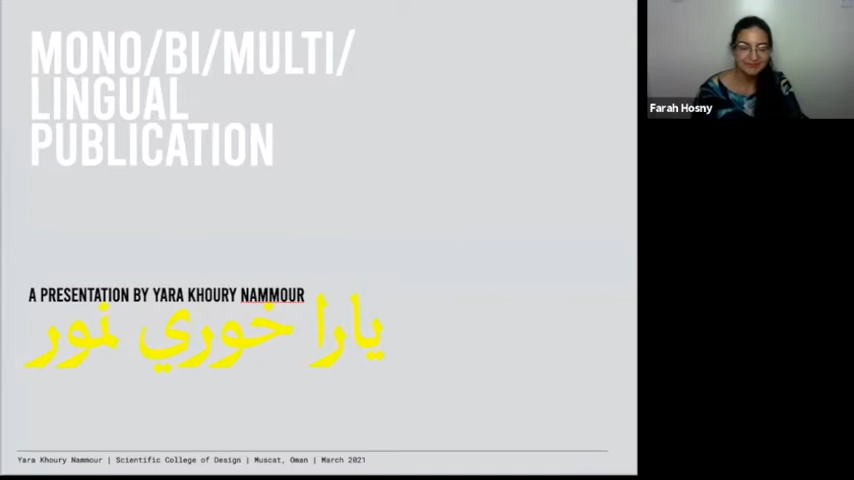 MONO/BI/MULTI/
LINGUAL
PUBLICATION
A PRESENTATION BY YARA KHOURY NAMMOUR
يارا خوري نمور
Yara Khoury Nammour | Scientific College of Design | Muscat, Oman | March 2021
Farah Hosny